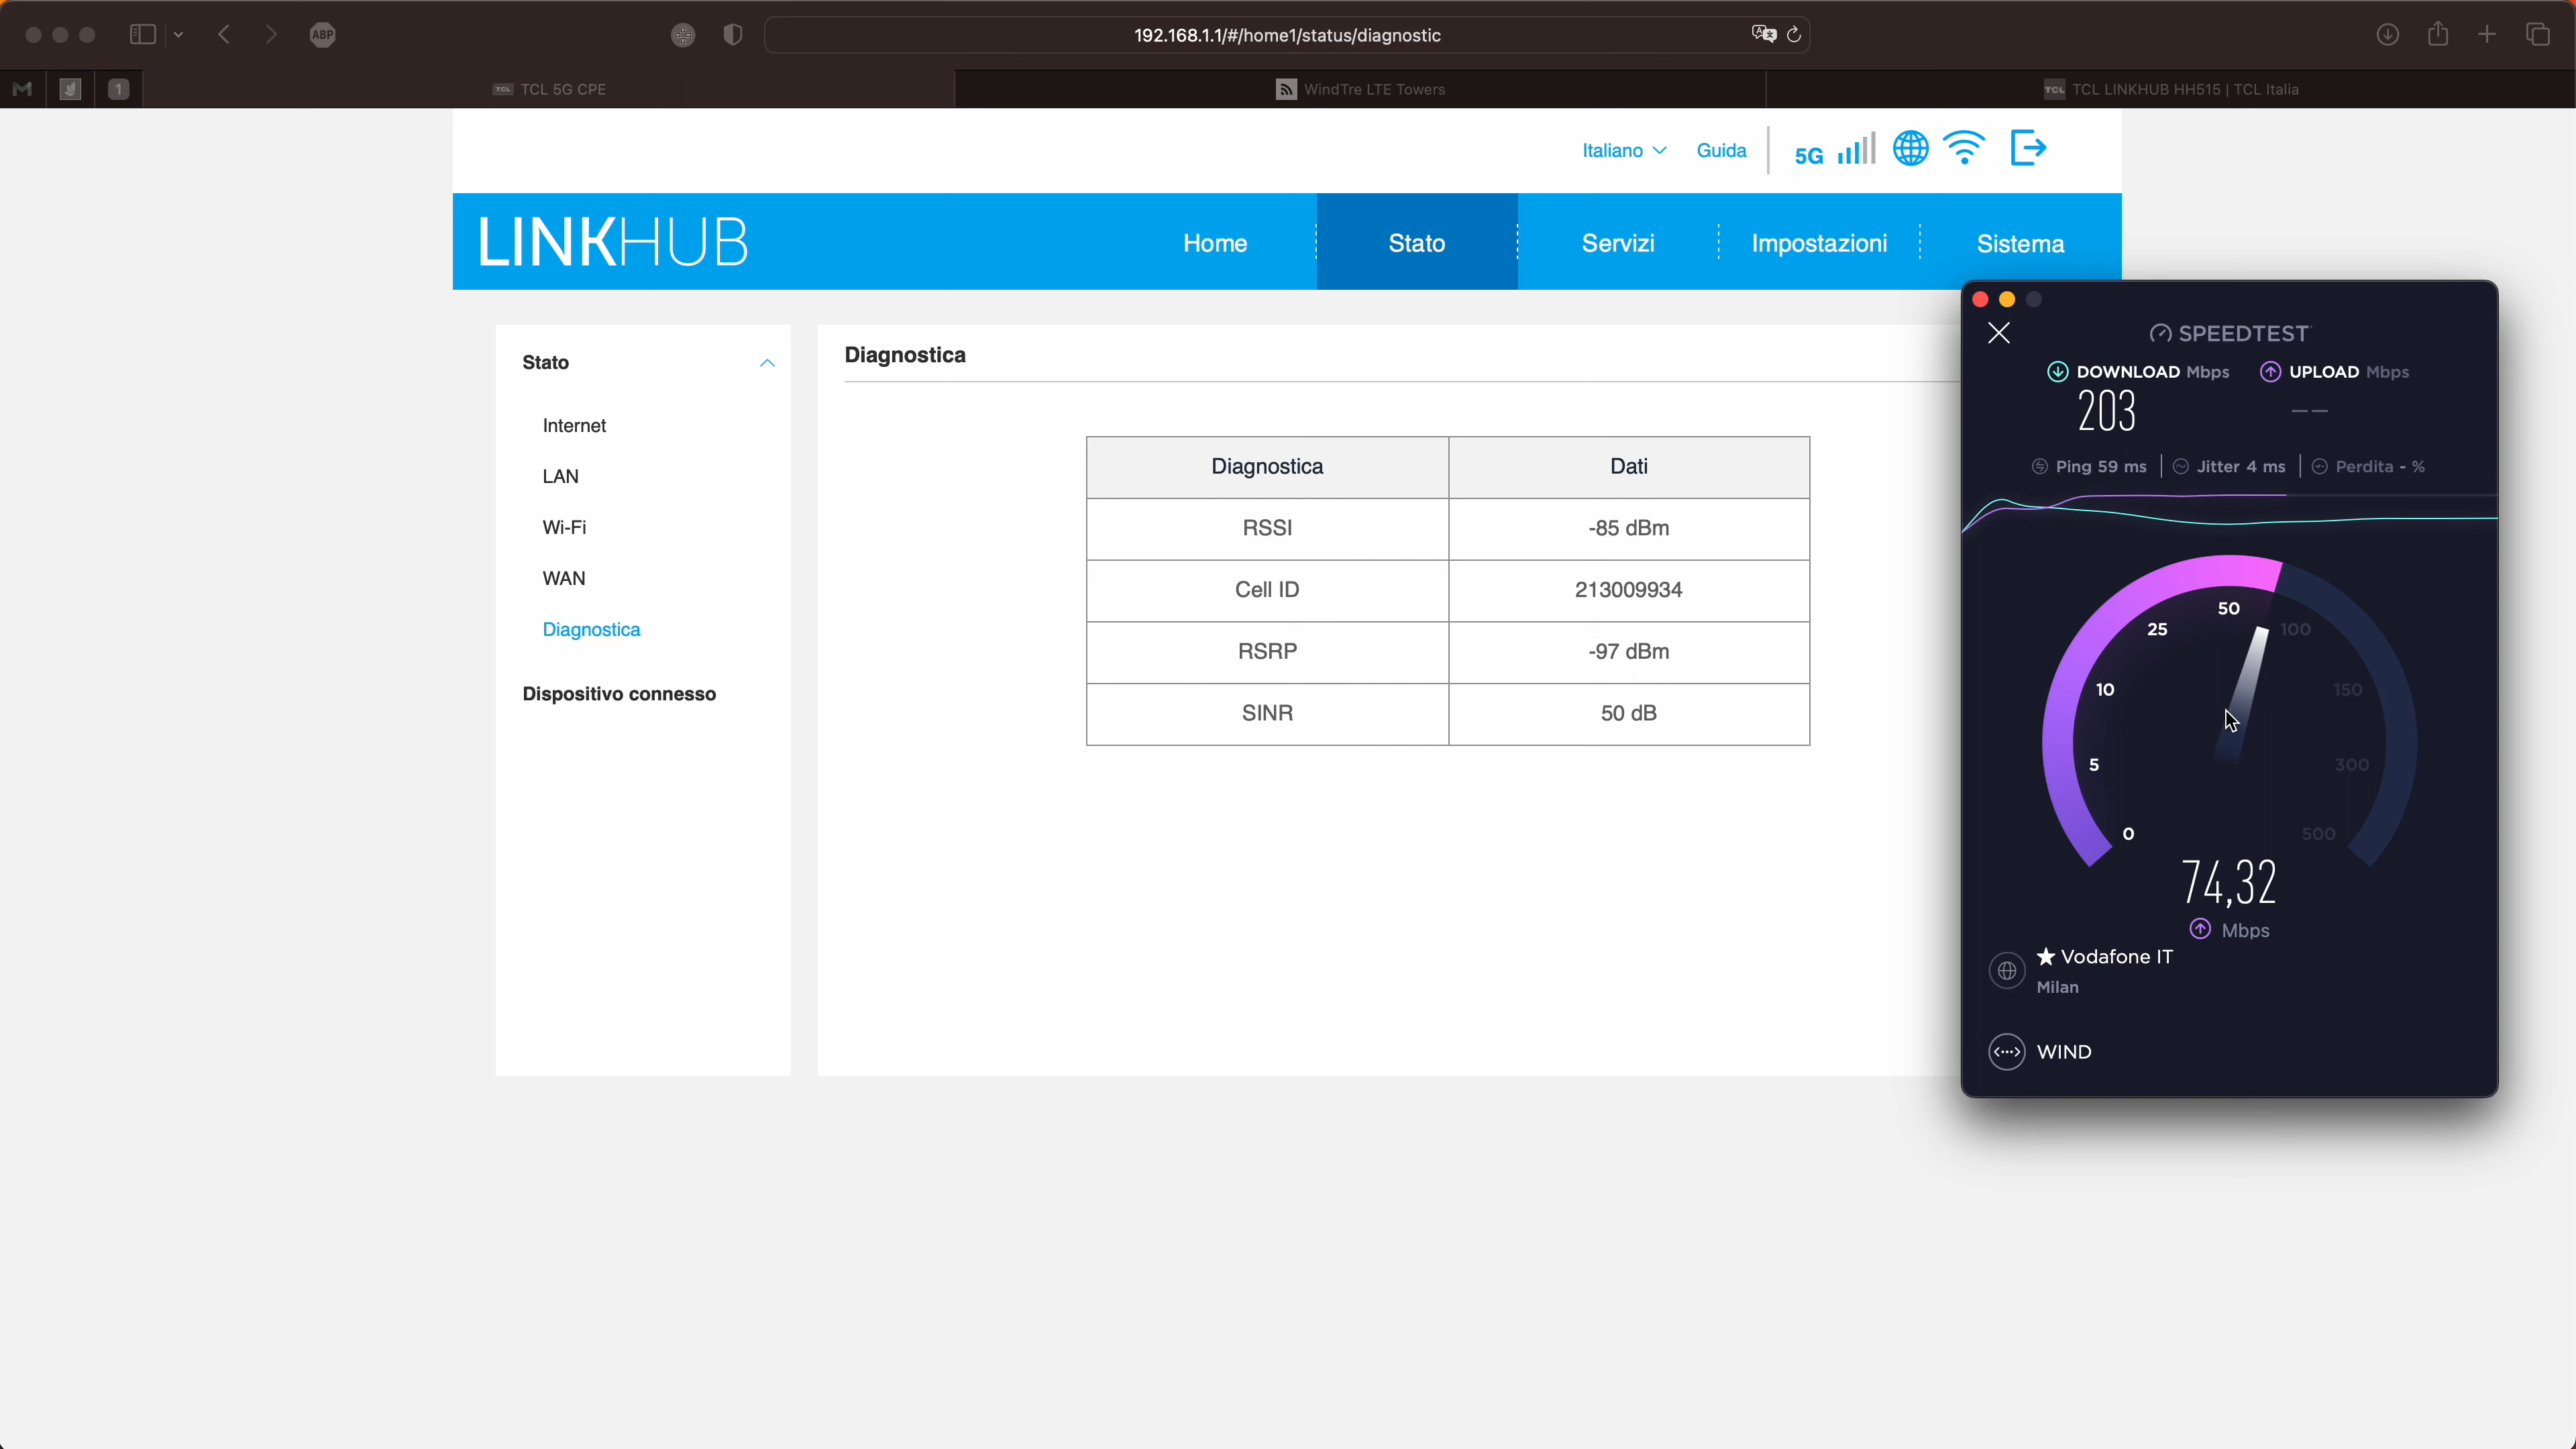 ABP
192.168.1.1/#/home1/status/diagnostic
1
TCL TCL 5G CPE
WindTre LTE Towers
TCL TCL LINKHUB HH515 | TCL Italia
Italiano Guida 5G
LINKHUB
Home Stato Servizi Impostazioni Sistema
Stato
Internet
LAN
Wi-Fi
WAN
Diagnostica
Dispositivo connesso
Diagnostica
Diagnostica Dati
RSSI -85 dBm
Cell ID 213009934
RSRP -97 dBm
SINR 50 dB
SPEEDTEST
DOWNLOAD Mbps UPLOAD Mbps
203 — —
Ping 59 ms Jitter 4 ms Perdita - %
0
5
10
25
50
100
150
300
500
74,32
Mbps
★ Vodafone IT
Milan
WIND